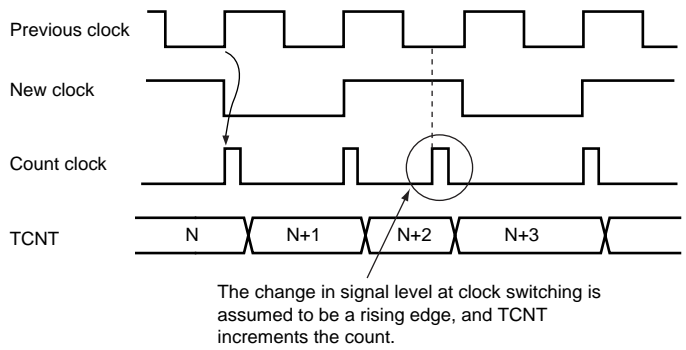 Previous clock
New clock
Count clock
TCNT
N
N+1
N+2
N+3
The change in signal level at clock switching is
assumed to be a rising edge, and TCNT
increments the count.